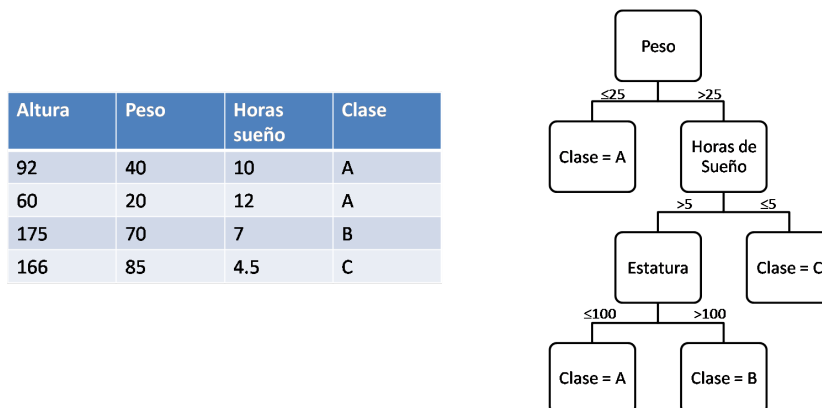 Altura Peso Horas sueño Clase
92 40 10 A
60 20 12 A
175 70 7 B
166 85 4.5 C
Peso
≤25 >25
Clase = A
Horas de
Sueño
>5 ≤5
Estatura
Clase = C
≤100 >100
Clase = A Clase = B